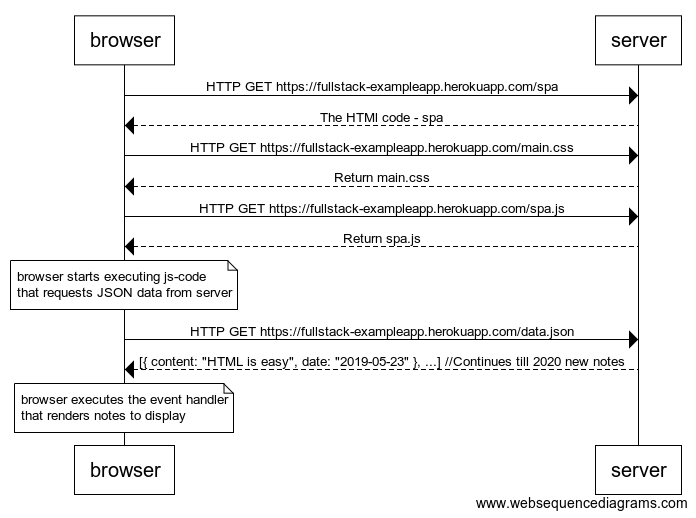 browser
server
HTTP GET https://fullstack-exampleapp.herokuapp.com/spa
The HTMl code - spa
HTTP GET https://fullstack-exampleapp.herokuapp.com/main.css
Return main.css
HTTP GET https://fullstack-exampleapp.herokuapp.com/spa.js
Return spa.js
browser starts executing js-code
that requests JSON data from server
HTTP GET https://fullstack-exampleapp.herokuapp.com/data.json
[{ content: "HTML is easy", date: "2019-05-23" }, ...] //Continues till 2020 new notes
browser executes the event handler
that renders notes to display
browser
server
www.websequencediagrams.com